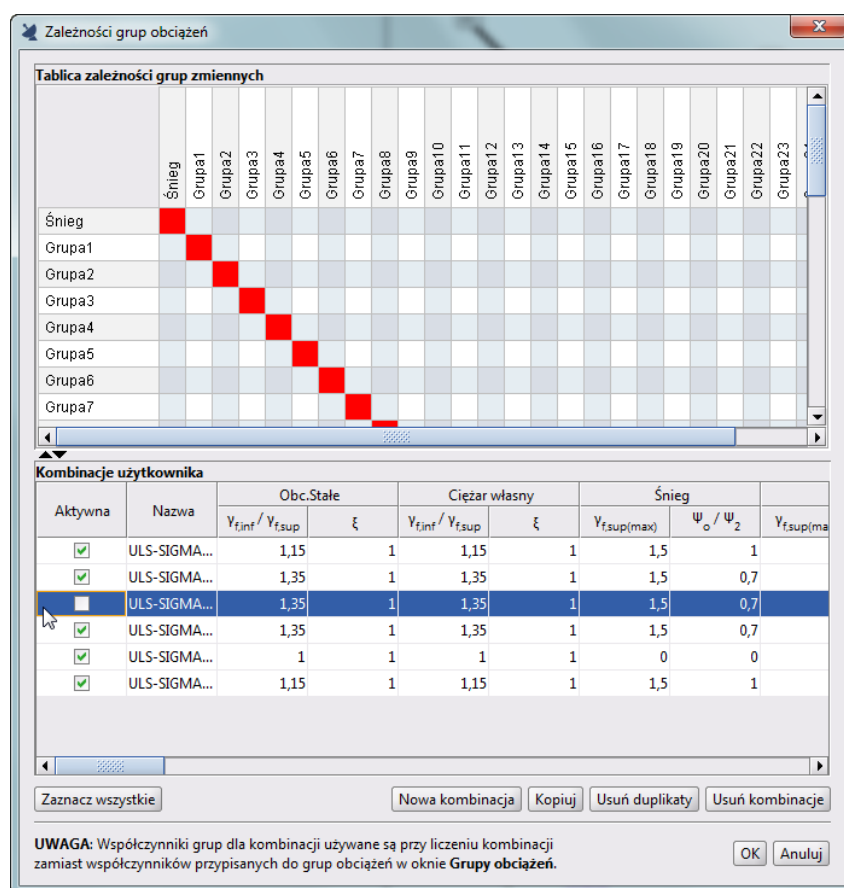 Zależności grup obciążeń
x
Tablica zależności grup zmiennych
Śnieg Grupa1 Grupa2 Grupa3 Grupa4 Grupa5 Grupa6 Grupa7 Grupa8 Grupa9 Grupa10 Grupa11 Grupa12 Grupa13 Grupa14 Grupa15 Grupa16 Grupa17 Grupa18 Grupa19 Grupa20 Grupa21 Grupa22 Grupa23
Śnieg
Grupa1
Grupa2
Grupa3
Grupa4
Grupa5
Grupa6
Grupa7
Kombinacje użytkownika
Aktywna Nazwa Obc.Stałe Ciężar własny Śnieg
γf,inf / γf,sup ξ γf,inf / γf,sup ξ γf,sup(max) Ψo / Ψ2 γf,sup(ma
ULS-SIGMA... 1,15 1 1,15 1 1,5 1
ULS-SIGMA... 1,35 1 1,35 1 1,5 0,7
ULS-SIGMA... 1,35 1 1,35 1 1,5 0,7
ULS-SIGMA... 1,35 1 1,35 1 1,5 0,7
ULS-SIGMA... 1 1 1 1 0 0
ULS-SIGMA... 1,15 1 1,15 1 1,5 1
Zaznacz wszystkie Nowa kombinacja Kopiuj Usuń duplikaty Usuń kombinacje
UWAGA: Współczynniki grup dla kombinacji używane są przy liczeniu kombinacji
zamiast współczynników przypisanych do grup obciążeń w oknie Grupy obciążeń.
OK Anuluj